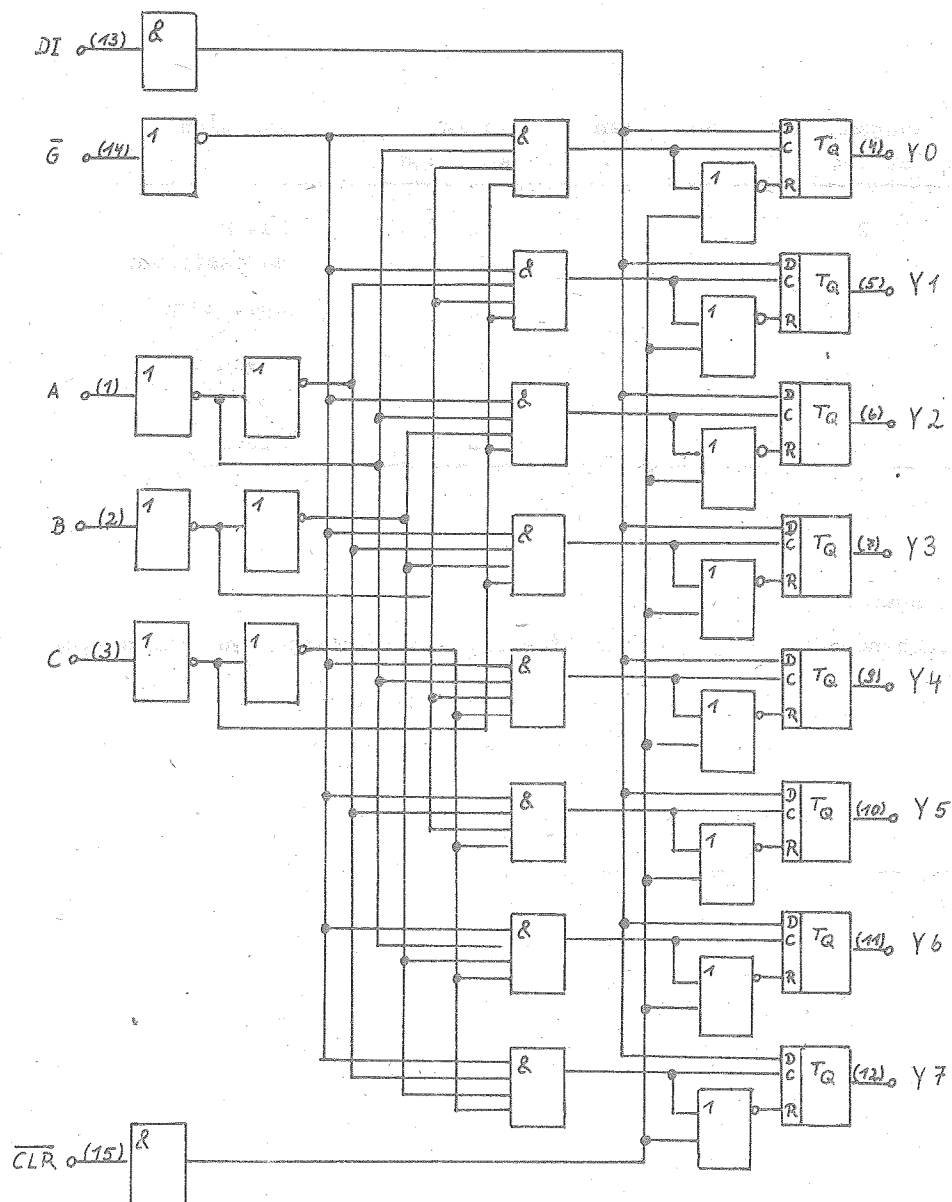 DI (13) &
G̅ (14) 1 & 1 D C R TQ (4) Y0
& 1 D C R TQ (5) Y1
A (1) 1 1 & 1 D C R TQ (6) Y2
B (2) 1 1 & 1 D C R TQ (7) Y3
C (3) 1 1 & 1 D C R TQ (9) Y4
& 1 D C R TQ (10) Y5
& 1 D C R TQ (11) Y6
& 1 D C R TQ (12) Y7
C̅L̅R̅ (15) &